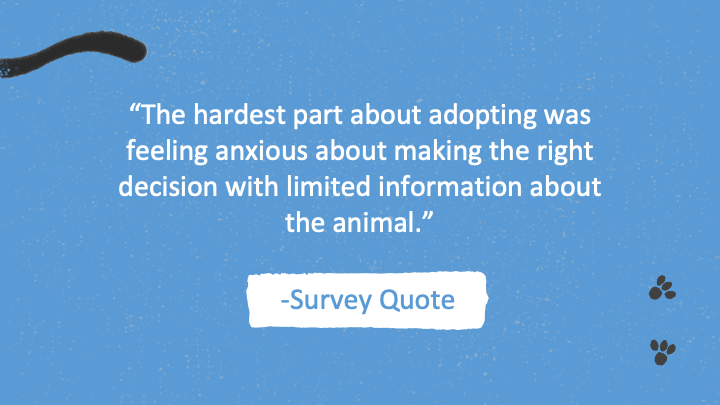 “The hardest part about adopting was
feeling anxious about making the right
decision with limited information about
the animal.”
-Survey Quote